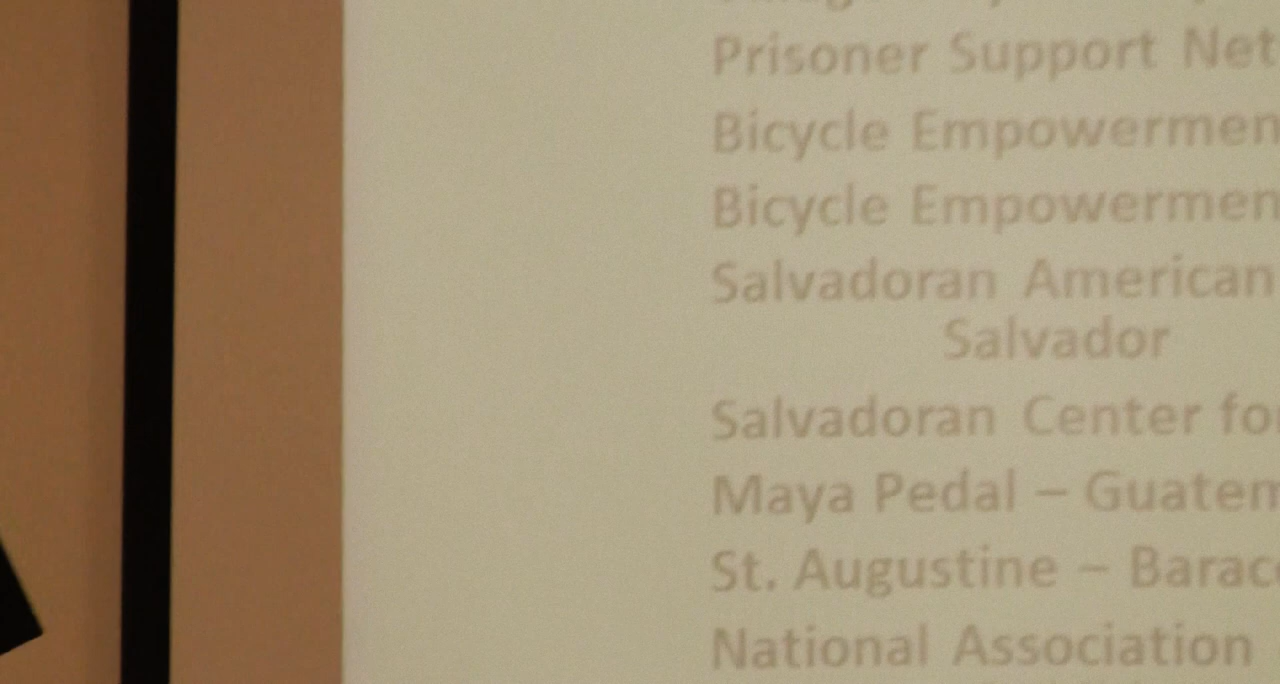 Prisoner Support Net
Bicycle Empowermen
Bicycle Empowermen
Salvadoran American
Salvador
Salvadoran Center fo
Maya Pedal – Guatem
St. Augustine – Barac
National Association